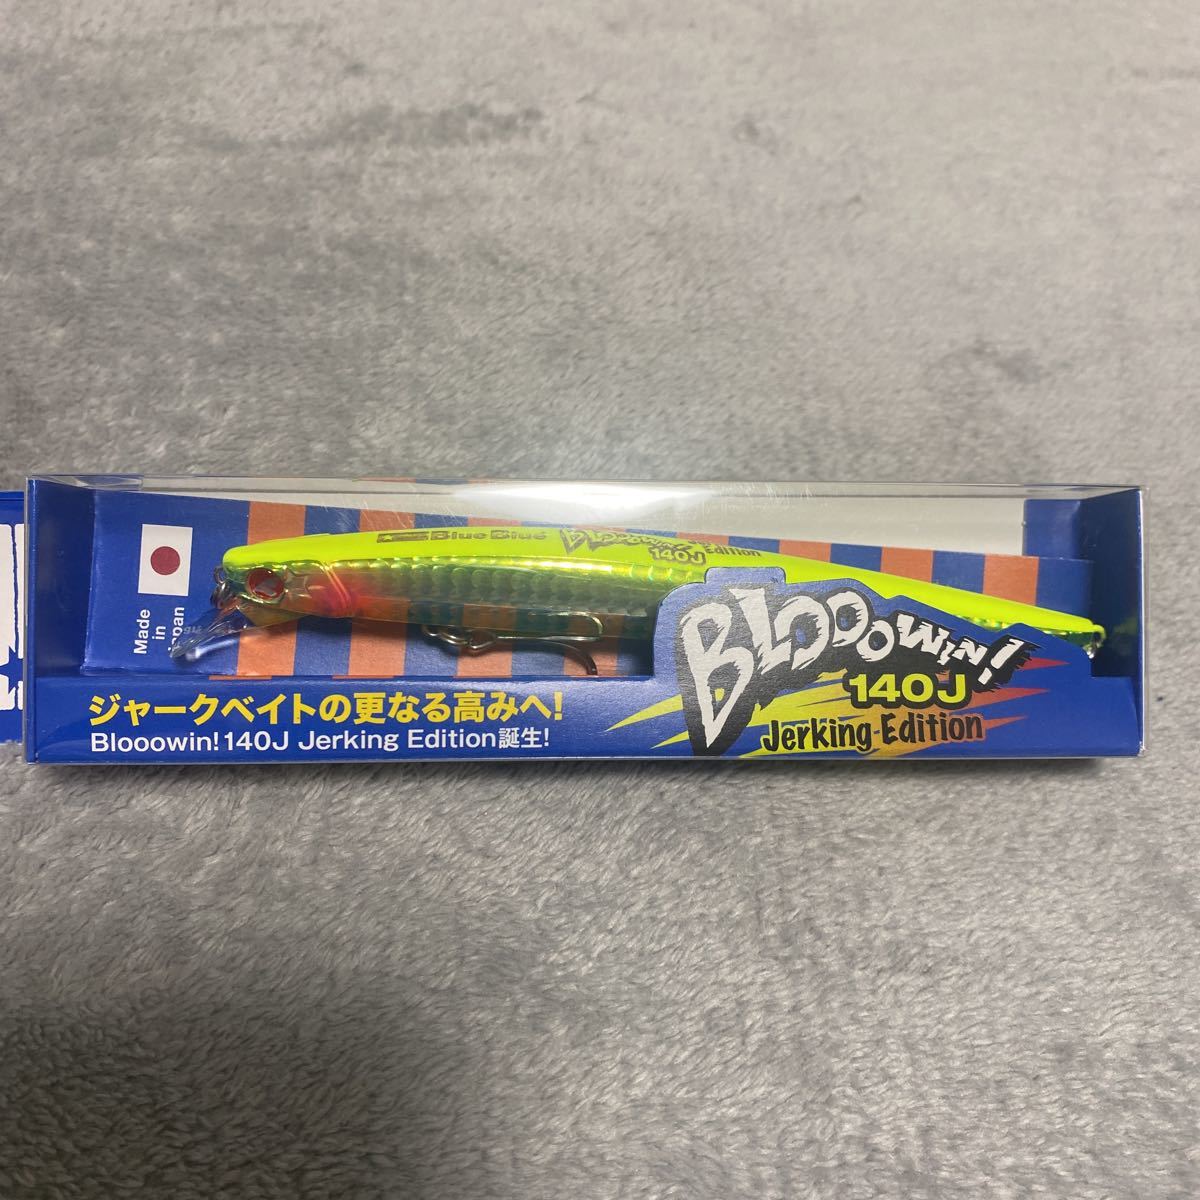 Blue Blue
Blooowin!
140J
Edition
Made
in
Japan
BLOOOWIN!
140J
Jerking Edition
ジャークベイトの更なる高みへ!
Blooowin! 140J Jerking Edition誕生!